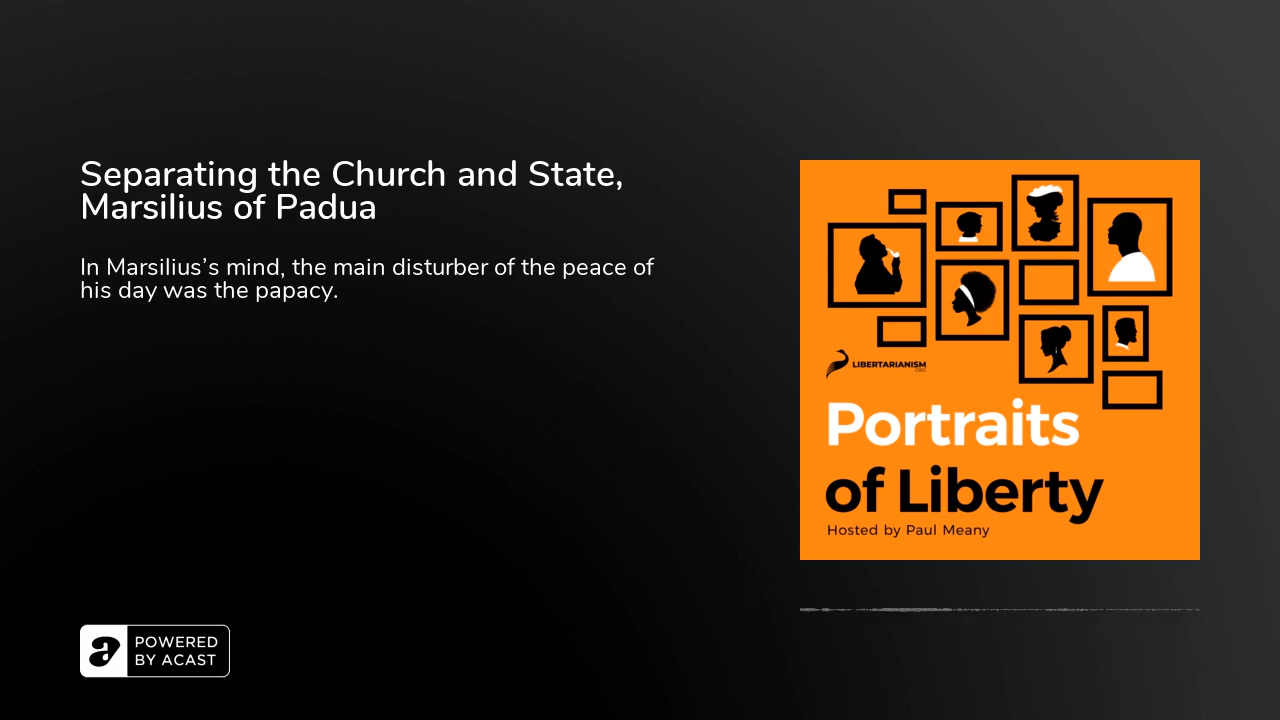 Separating the Church and State,
Marsilius of Padua
In Marsilius’s mind, the main disturber of the peace of
his day was the papacy.
LIBERTARIANISM
.ORG
Portraits
of Liberty
Hosted by Paul Meany
a
POWERED
BY ACAST